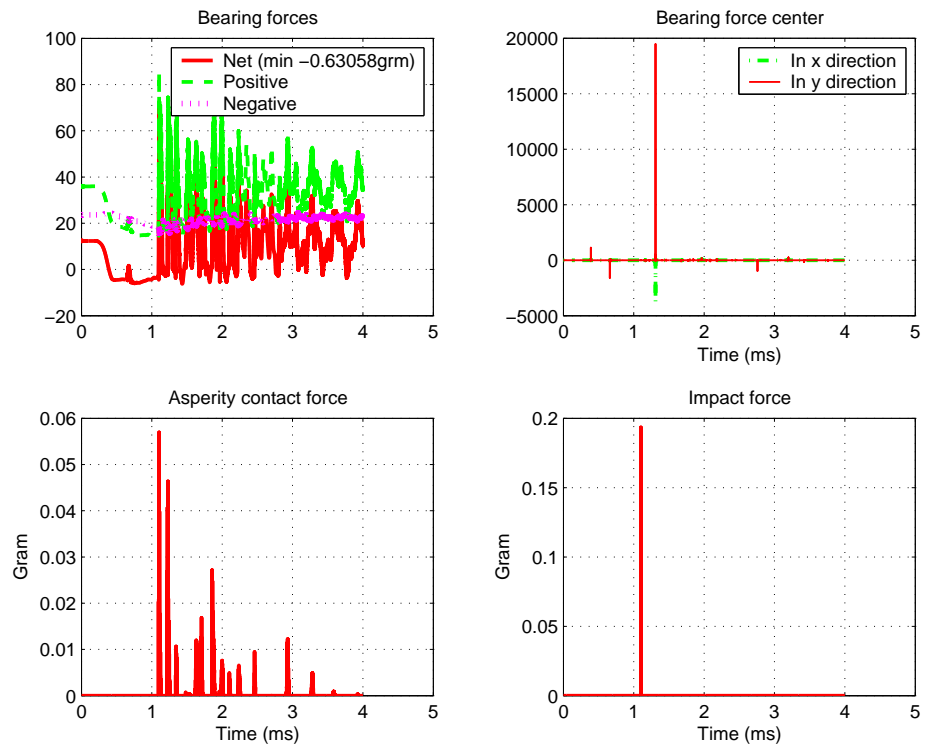 Bearing forces
100
80
60
40
20
0
−20
0 1 2 3 4 5
Net (min −0.63058grm)
Positive
Negative
Bearing force center
20000
15000
10000
5000
0
−5000
0 1 2 3 4 5
Time (ms)
In x direction
In y direction
Asperity contact force
Gram
0.06
0.05
0.04
0.03
0.02
0.01
0
0 1 2 3 4 5
Time (ms)
Impact force
Gram
0.2
0.15
0.1
0.05
0
0 1 2 3 4 5
Time (ms)